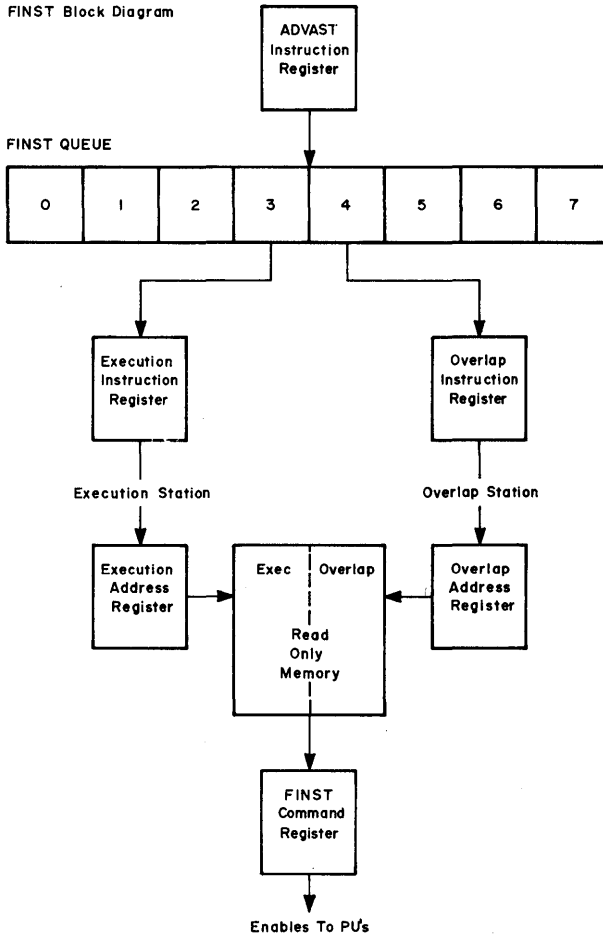 FINST Block Diagram
ADVAST
Instruction
Register
FINST QUEUE
0 1 2 3 4 5 6 7
Execution
Instruction
Register
Overlap
Instruction
Register
Execution Station
Overlap Station
Execution
Address
Register
Exec Overlap
Read
Only
Memory
Overlap
Address
Register
FINST
Command
Register
Enables To PU's